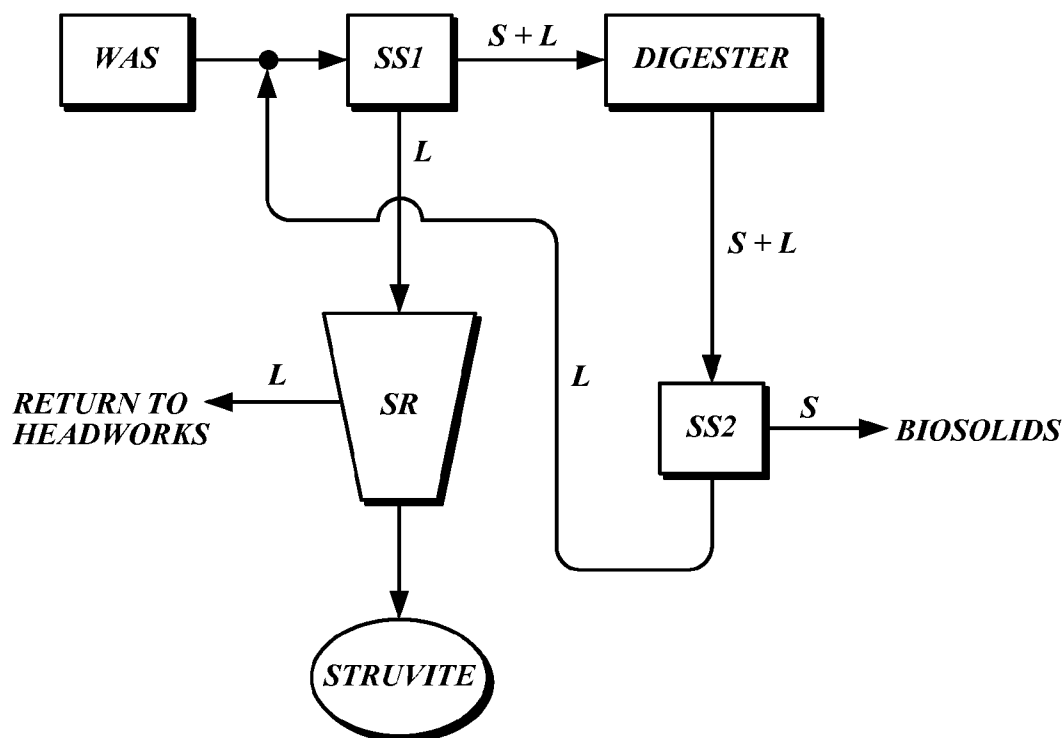 WAS
SS1
S + L
DIGESTER
L
S + L
RETURN TO
HEADWORKS
L
SR
L
SS2
S
BIOSOLIDS
STRUVITE